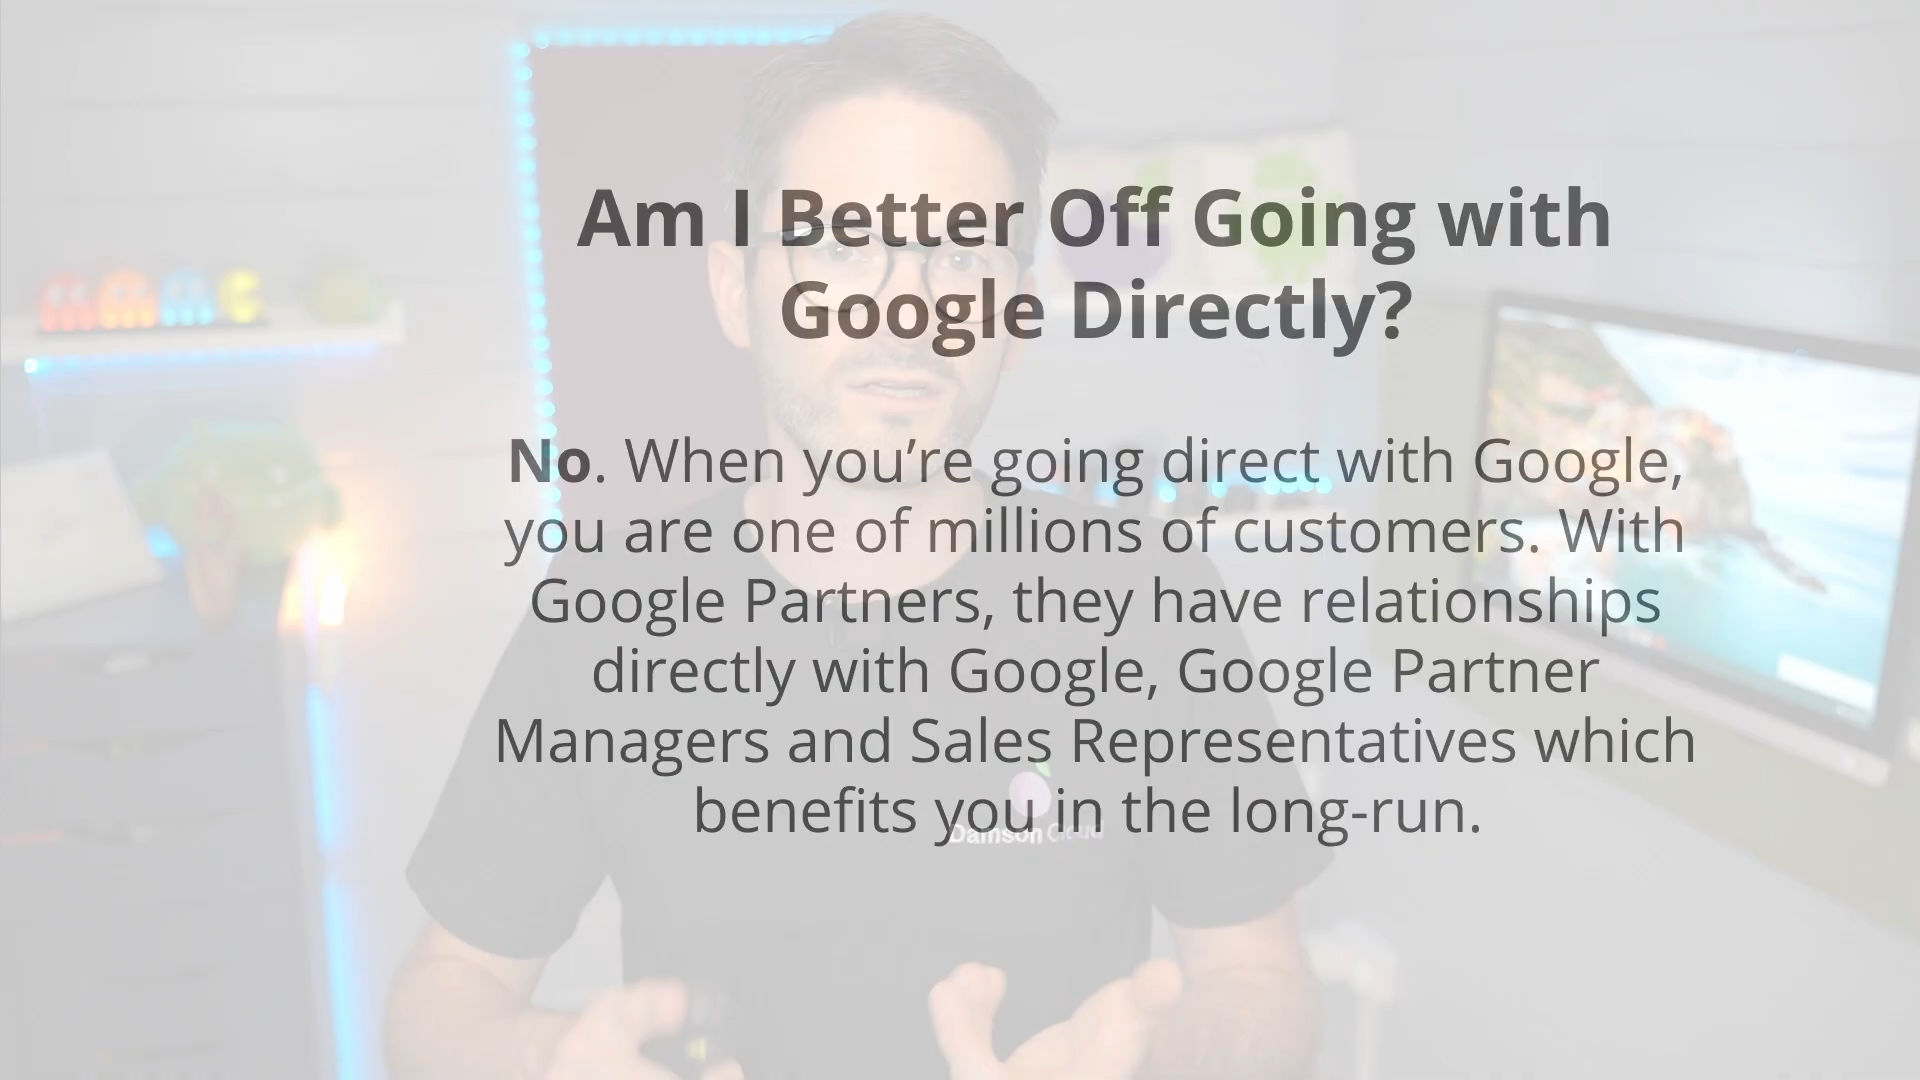 Am I Better Off Going with
Google Directly?
No. When you’re going direct with Google,
you are one of millions of customers. With
Google Partners, they have relationships
directly with Google, Google Partner
Managers and Sales Representatives which
benefits you in the long-run.
Damson Cloud